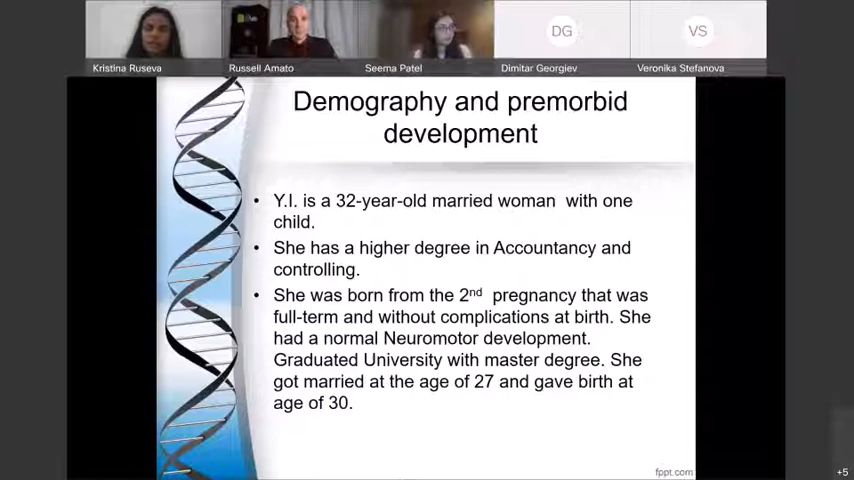 DG
VS
Kristina Ruseva
Russell Amato
Seema Patel
Dimitar Georgiev
Veronika Stefanova
Demography and premorbid
development
• Y.I. is a 32-year-old married woman with one
child.
• She has a higher degree in Accountancy and
controlling.
• She was born from the 2nd pregnancy that was
full-term and without complications at birth. She
had a normal Neuromotor development.
Graduated University with master degree. She
got married at the age of 27 and gave birth at
age of 30.
fppt.com
+5